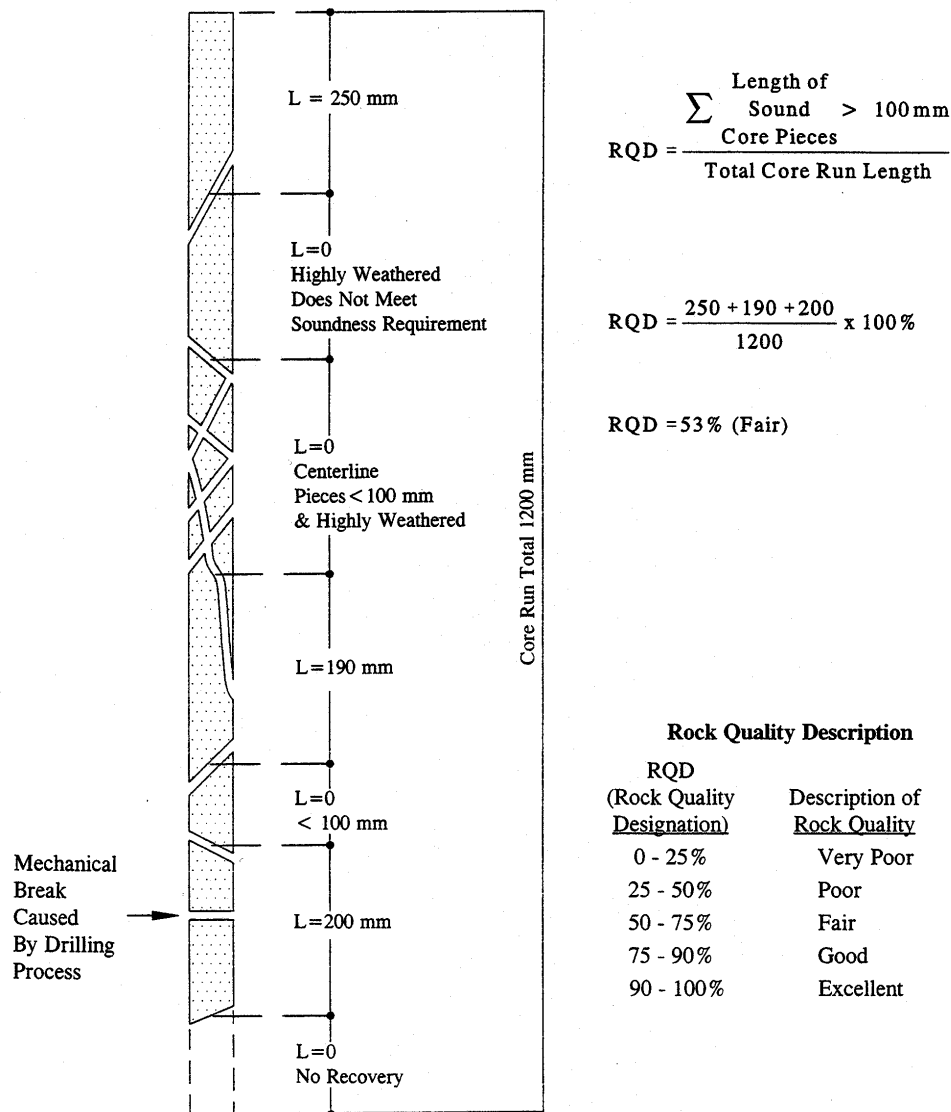 L = 250 mm
L=0
Highly Weathered
Does Not Meet
Soundness Requirement
L=0
Centerline
Pieces < 100 mm
& Highly Weathered
L=190 mm
L=0
< 100 mm
L=200 mm
L=0
No Recovery
Mechanical
Break
Caused
By Drilling
Process
Core Run Total 1200 mm
RQD = ∑ Length of Sound Core Pieces > 100 mm / Total Core Run Length
RQD = 250 + 190 + 200 / 1200 x 100%
RQD = 53% (Fair)
Rock Quality Description
RQD
(Rock Quality Description of
Designation) Rock Quality
0 - 25% Very Poor
25 - 50% Poor
50 - 75% Fair
75 - 90% Good
90 - 100% Excellent